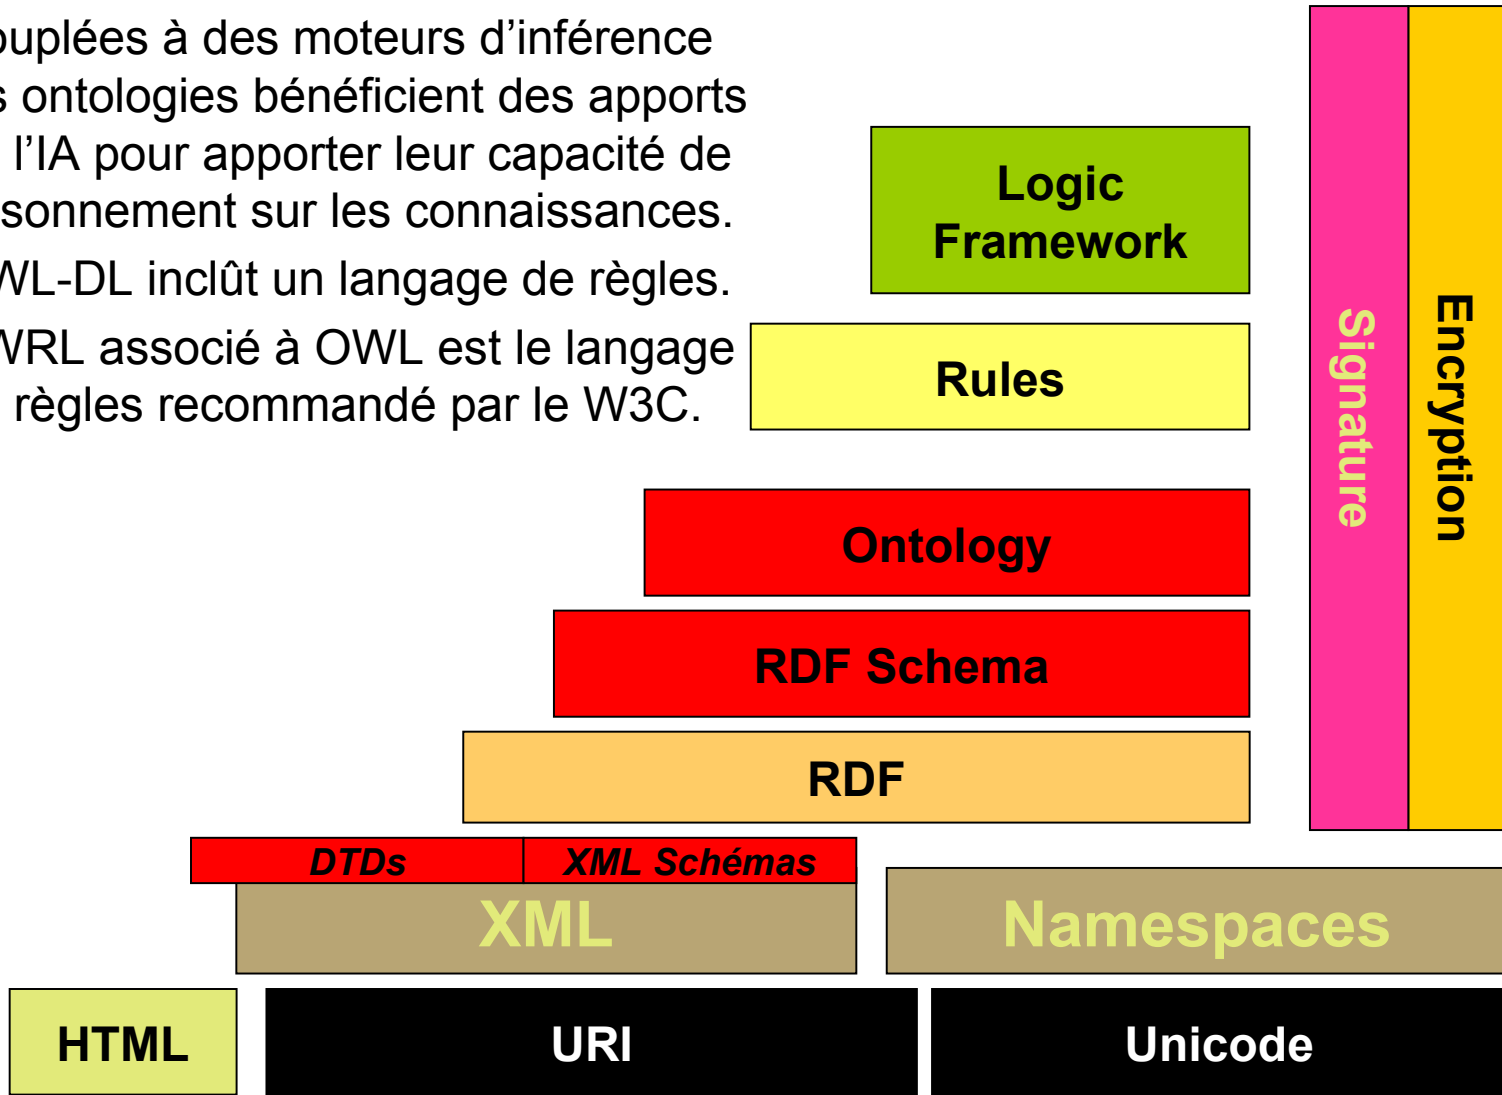 ouplées à des moteurs d’inférence
s ontologies bénéficient des apports
l’IA pour apporter leur capacité de
sonnement sur les connaissances.
WL-DL inclût un langage de règles.
WRL associé à OWL est le langage
règles recommandé par le W3C.
Logic
Framework
Rules
Ontology
RDF Schema
RDF
DTDs
XML Schémas
XML
Namespaces
HTML
URI
Unicode
Signature
Encryption